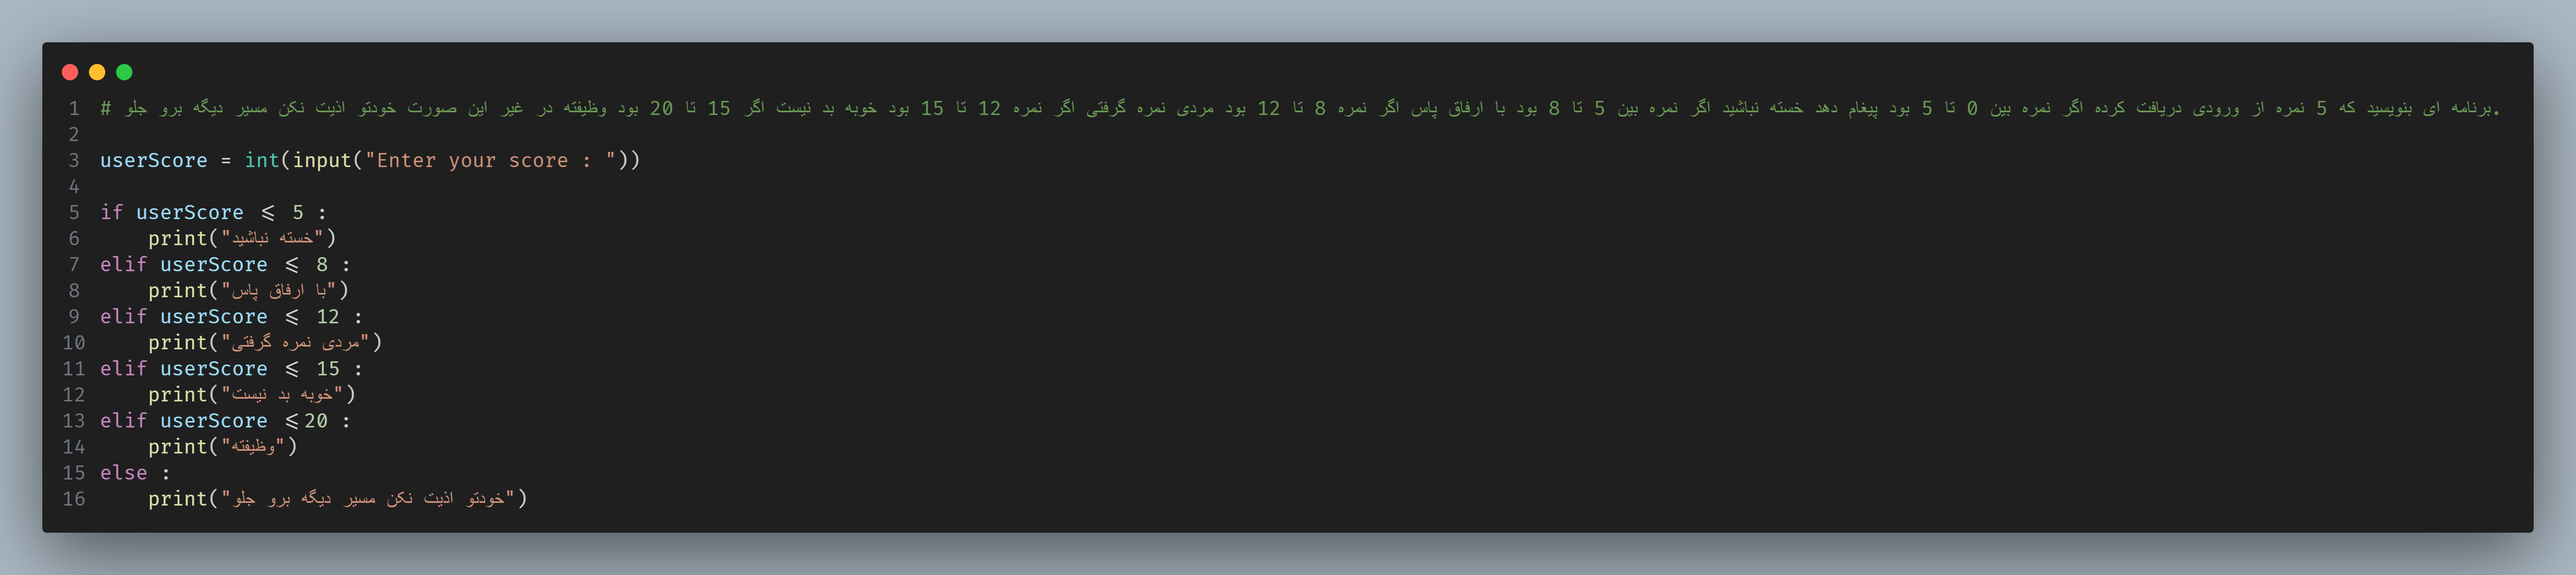 1 # برنامه ای بنویسید که 5 نمره از ورودی دریافت کرده اگر نمره بین 0 تا 5 بود پیغام دهد خسته نباشید اگر نمره بین 5 تا 8 بود با ارفاق پاس اگر نمره 8 تا 12 بود مردی نمره گرفتی اگر نمره 12 تا 15 بود خوبه بد نیست اگر 15 تا 20 بود وظیفته در غیر این صورت خودتو اذیت نکن مسیر دیگه برو جلو.
2
3 userScore = int(input("Enter your score : "))
4
5 if userScore <= 5 :
6     print("خسته نباشید")
7 elif userScore <= 8 :
8     print("با ارفاق پاس")
9 elif userScore <= 12 :
10     print("مردی نمره گرفتی")
11 elif userScore <= 15 :
12     print("خوبه بد نیست")
13 elif userScore <=20 :
14     print("وظیفته")
15 else :
16     print("خودتو اذیت نکن مسیر دیگه برو جلو")